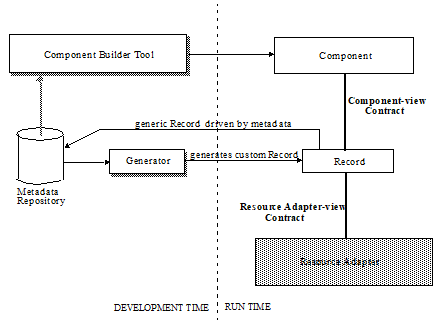 Component Builder Tool
Component
Component-view
Contract
generic Record driven by metadata
Generator
generates custom Record
Record
Metadata
Repository
Resource Adapter-view
Contract
Resource Adapter
DEVELOPMENT TIME
RUN TIME